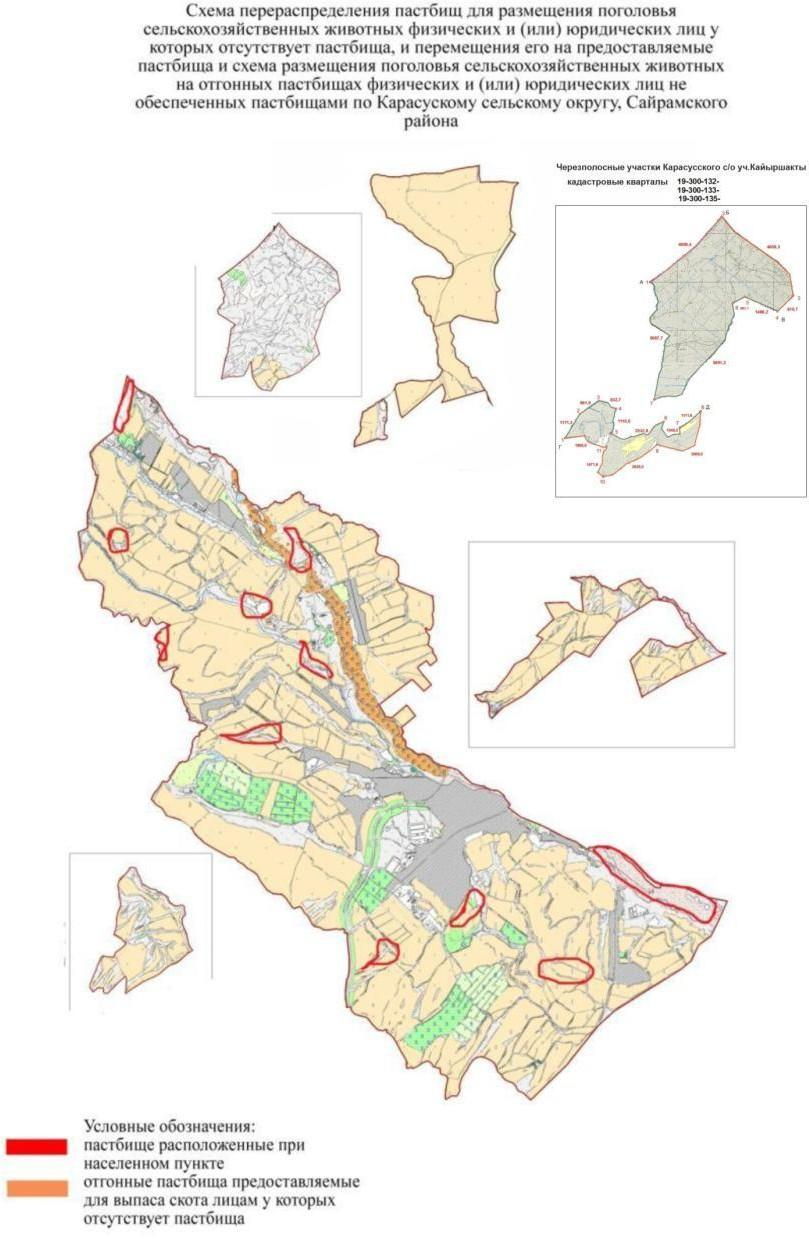 Схема перераспределения пастбищ для размещения поголовья
сельскохозяйственных животных физических и (или) юридических лиц у
которых отсутствует пастбища, и перемещения его на предоставляемые
пастбища и схема размещения поголовья сельскохозяйственных животных
на отгонных пастбищах физических и (или) юридических лиц не
обеспеченных пастбищами по Карасускому сельскому округу, Сайрамского
района
Черезполосные участки Карасусского с/о уч.Кайыршакты
кадастровые кварталы 19-300-132-
19-300-133-
19-300-135-
Условные обозначения:
пастбище расположенные при
населенном пункте
отгонные пастбища предоставляемые
для выпаса скота лицам у которых
отсутствует пастбища